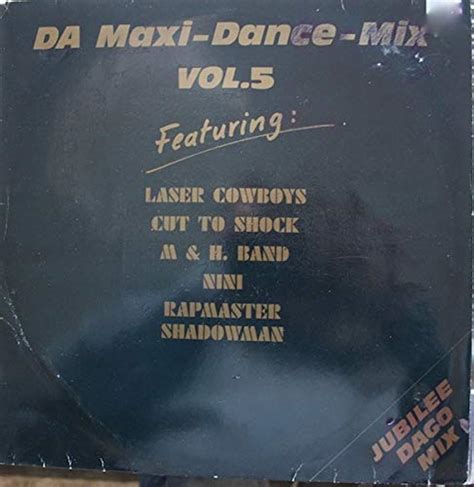 DA Maxi-Dance-Mix
VOL.5
Featuring:
LASER COWBOYS
CUT TO SHOCK
M & H. BAND
NINI
RAPMASTER
SHADOWMAN
JUBILEE
DAGO
MIX